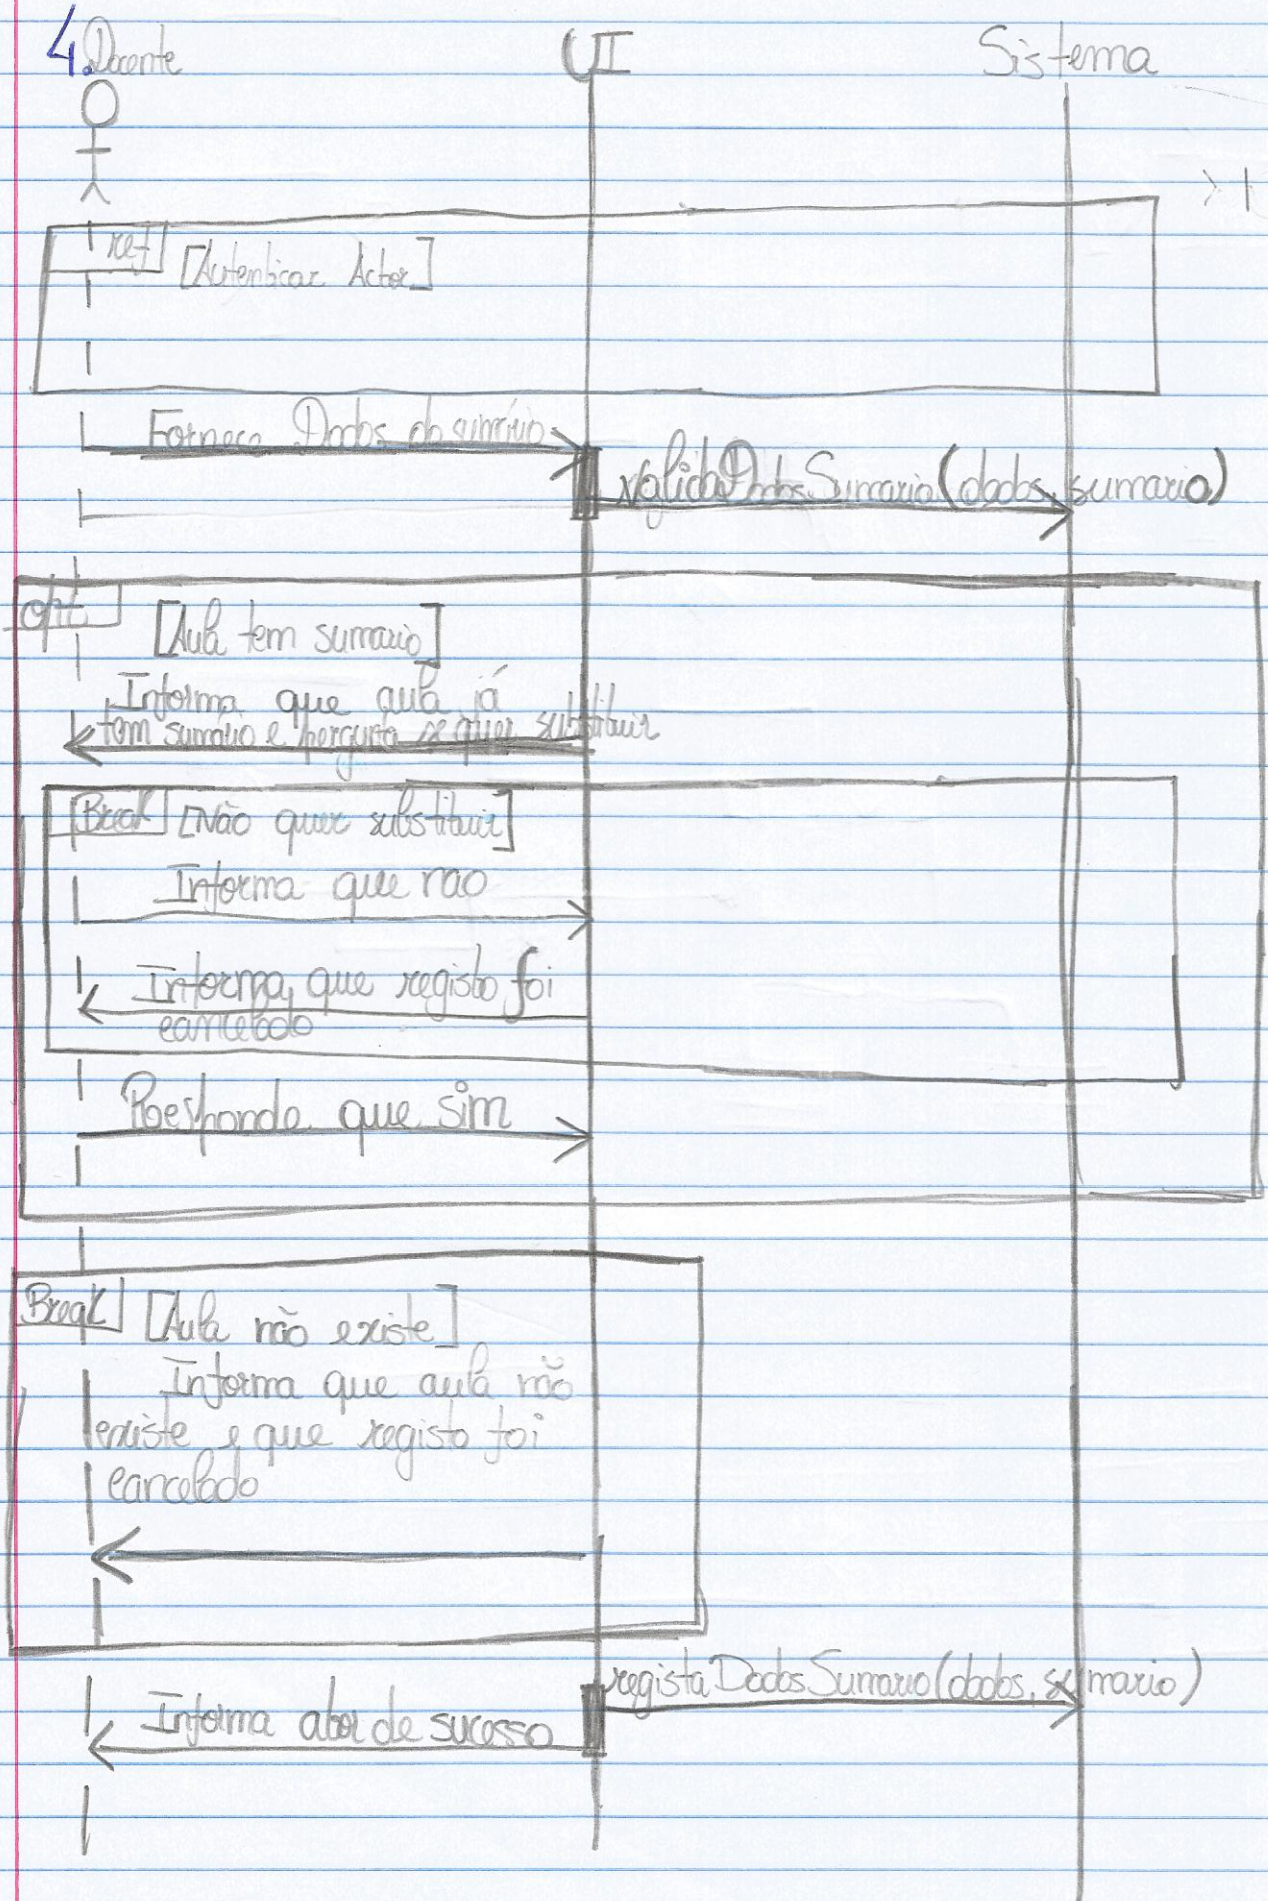 4. Docente UI Sistema
ref [Autenticar Actor]
Fornece Dados do sumário
validaDadosSumario(dados, sumario)
opt [Aula tem sumario]
Informa que aula já
tem sumário e pergunta se quer substituir
Break [Não quer substituir]
Informa que nao
Informa que registo foi
cancelado
Responde que sim
Break [Aula não existe]
Informa que aula não
existe e que registo foi
cancelado
registaDadosSumario(dados, sumario)
Informa de sucesso